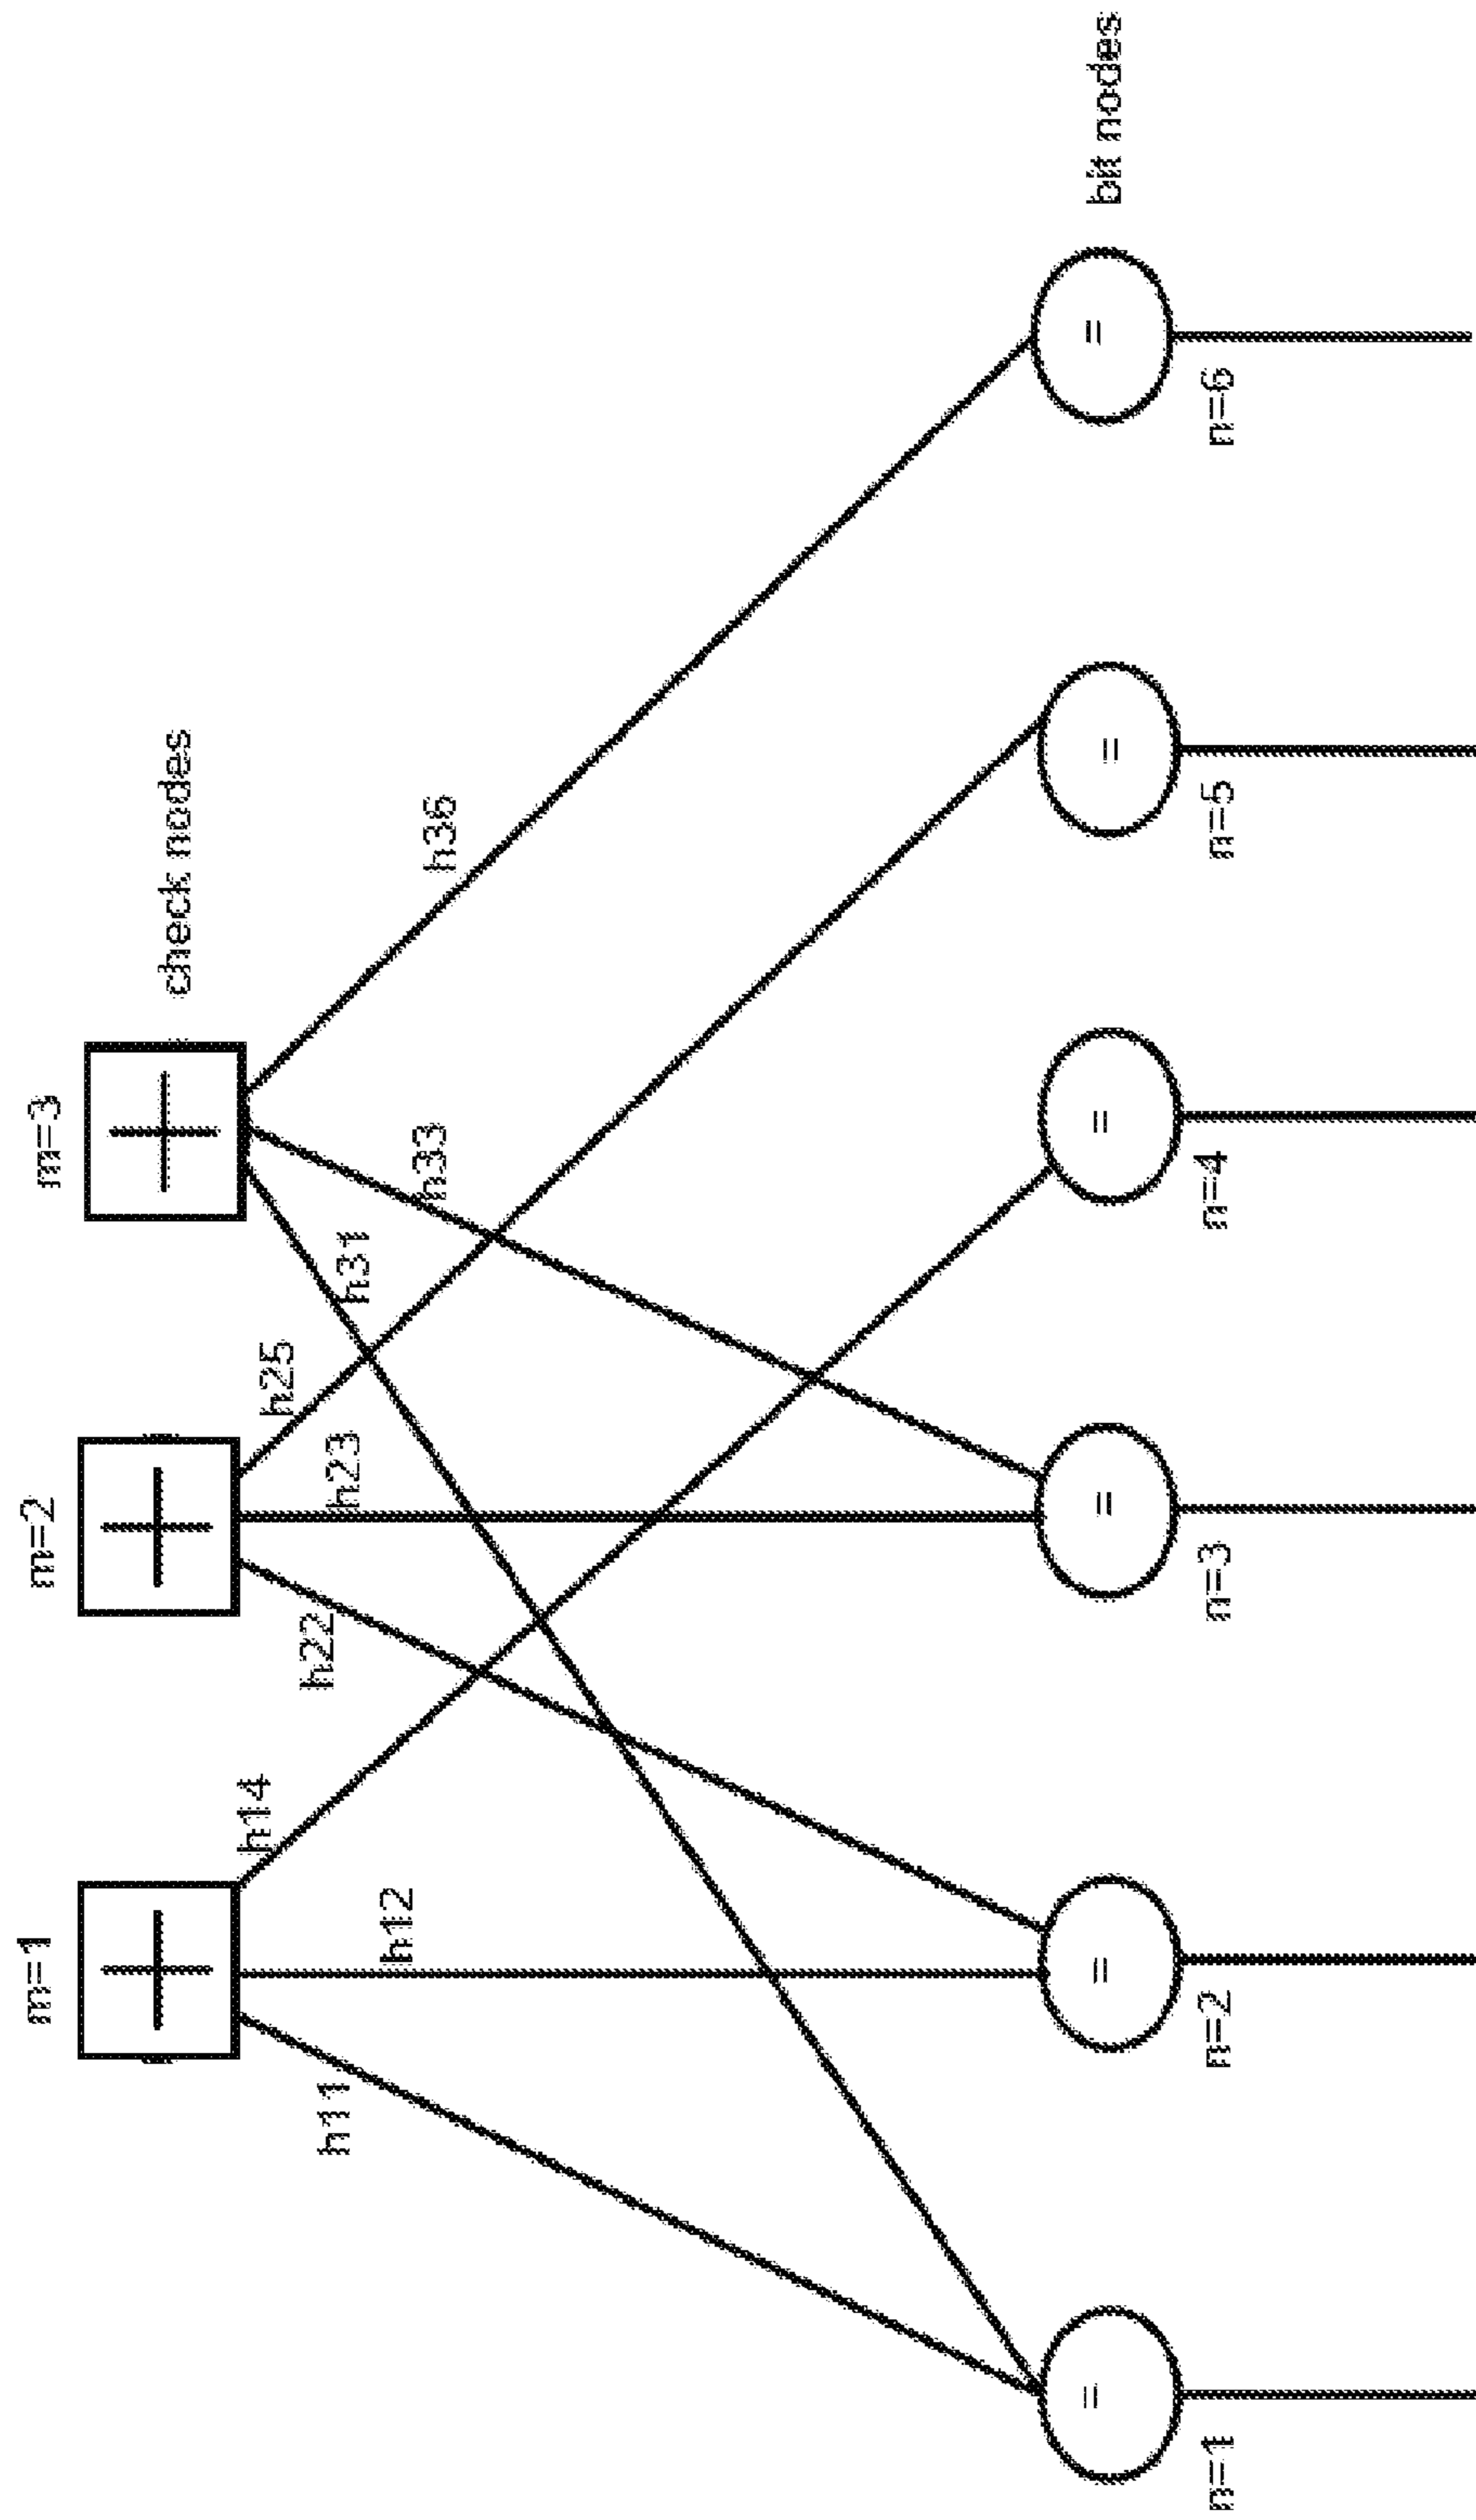 m=1
m=2
m=3
check nodes
h11
h12
h14
h22
h23
h25
h31
h33
h36
=
=
=
=
=
=
bit nodes
n=1
n=2
n=3
n=4
n=5
n=6